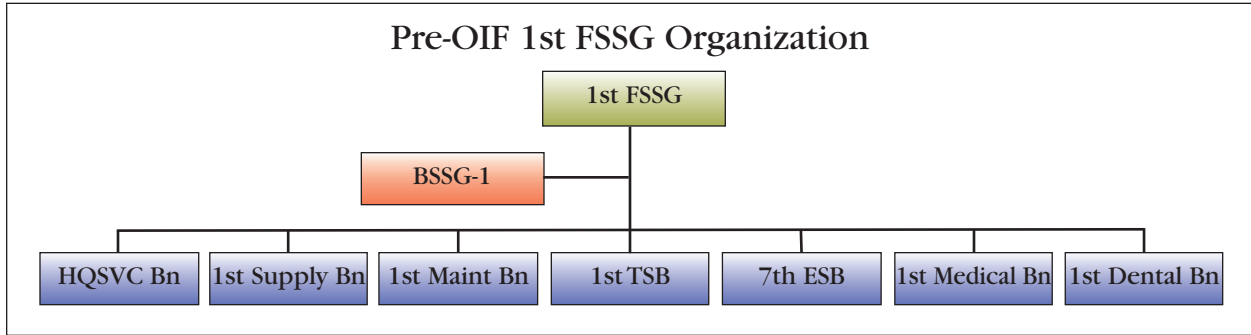 Pre-OIF 1st FSSG Organization
1st FSSG
BSSG-1
HQSVC Bn
1st Supply Bn
1st Maint Bn
1st TSB
7th ESB
1st Medical Bn
1st Dental Bn